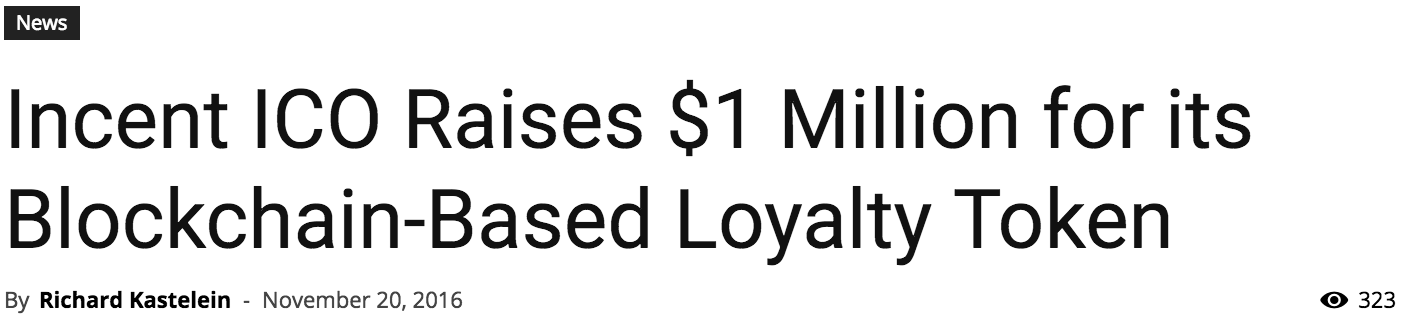 News
Incent ICO Raises $1 Million for its
Blockchain-Based Loyalty Token
By Richard Kastelein - November 20, 2016 323